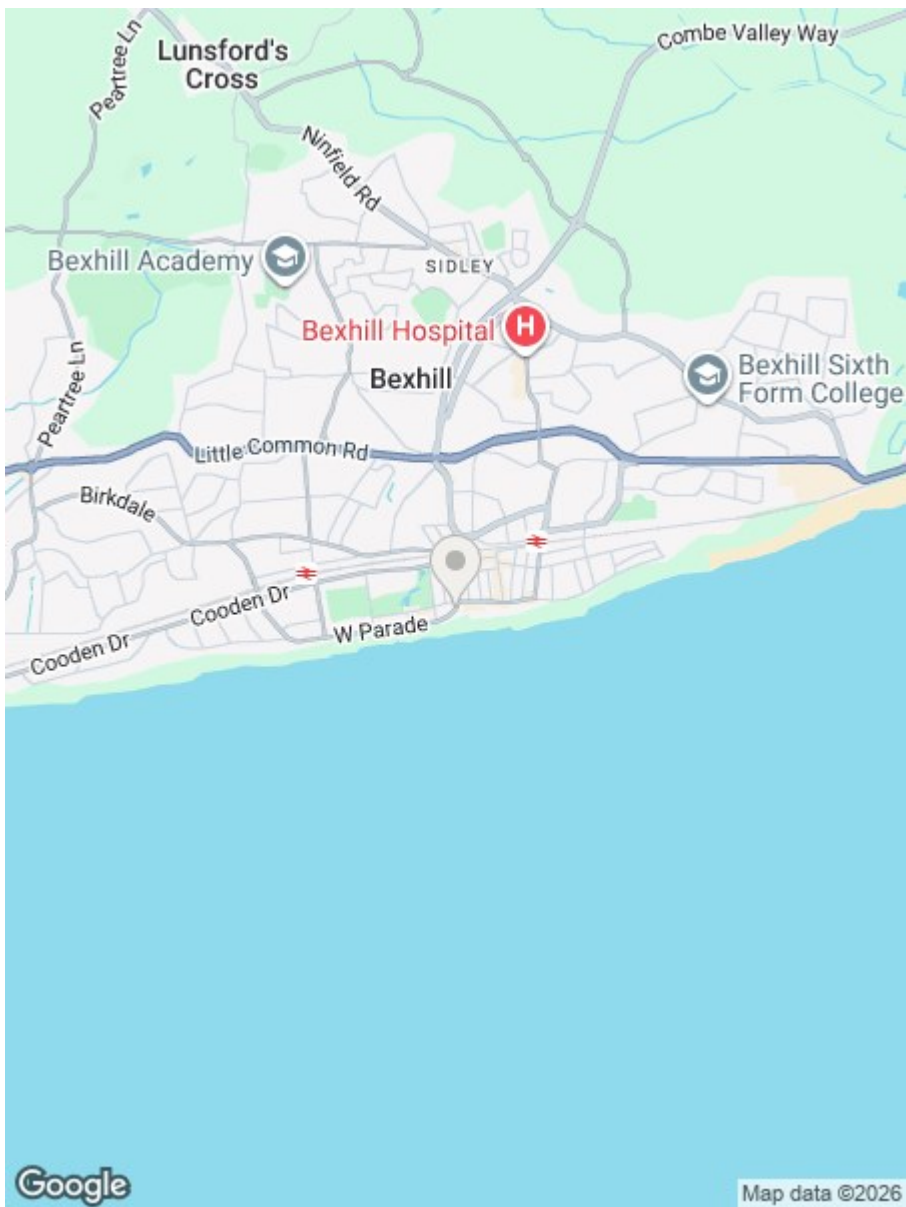 Peartree Ln
Lunsford's
Cross
Combe Valley Way
Ninfield Rd
Bexhill Academy
SIDLEY
Bexhill Hospital
H
Bexhill
Bexhill Sixth
Form College
Peartree Ln
Little Common Rd
Birkdale
Cooden Dr
W Parade
Cooden Dr
Google
Map data ©2026